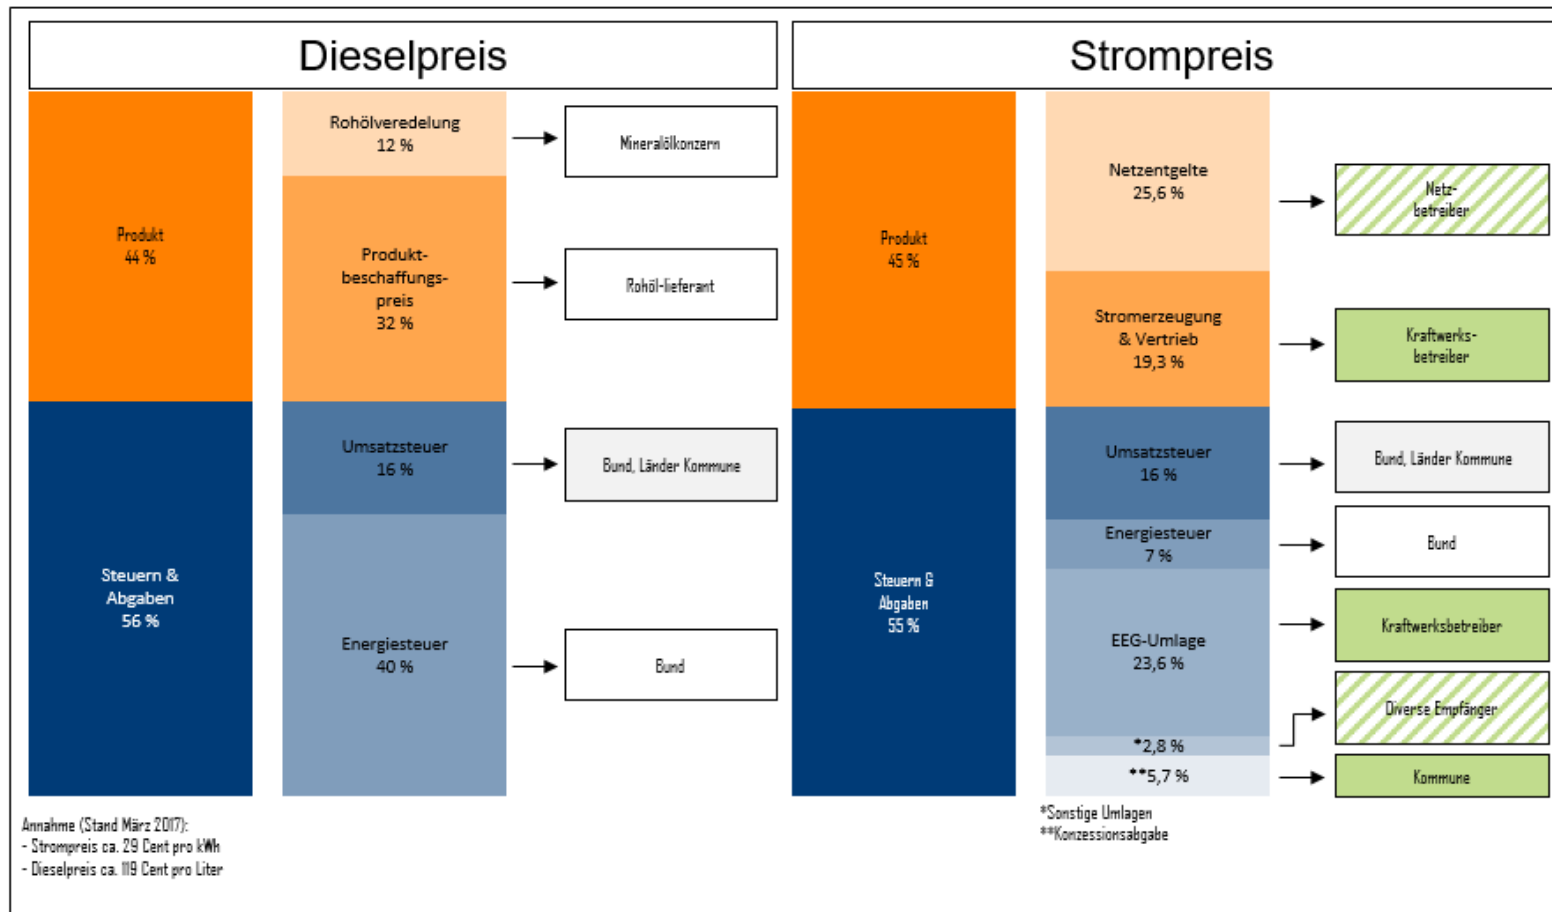 Dieselpreis
Produkt
44 %
Steuern &
Abgaben
56 %
Rohölveredelung
12 %
Produkt-
beschaffungs-
preis
32 %
Umsatzsteuer
16 %
Energiesteuer
40 %
Mineralölkonzern
Rohöl-lieferant
Bund, Länder Kommune
Bund
Strompreis
Produkt
45 %
Steuern &
Abgaben
55 %
Netzentgelte
25,6 %
Stromerzeugung
& Vertrieb
19,3 %
Umsatzsteuer
16 %
Energiesteuer
7 %
EEG-Umlage
23,6 %
*2,8 %
**5,7 %
Netz-
betreiber
Kraftwerks-
betreiber
Bund, Länder Kommune
Bund
Kraftwerksbetreiber
Diverse Empfänger
Kommune
Annahme (Stand März 2017):
- Strompreis ca. 29 Cent pro kWh
- Dieselpreis ca. 119 Cent pro Liter
*Sonstige Umlagen
**Konzessionsabgabe